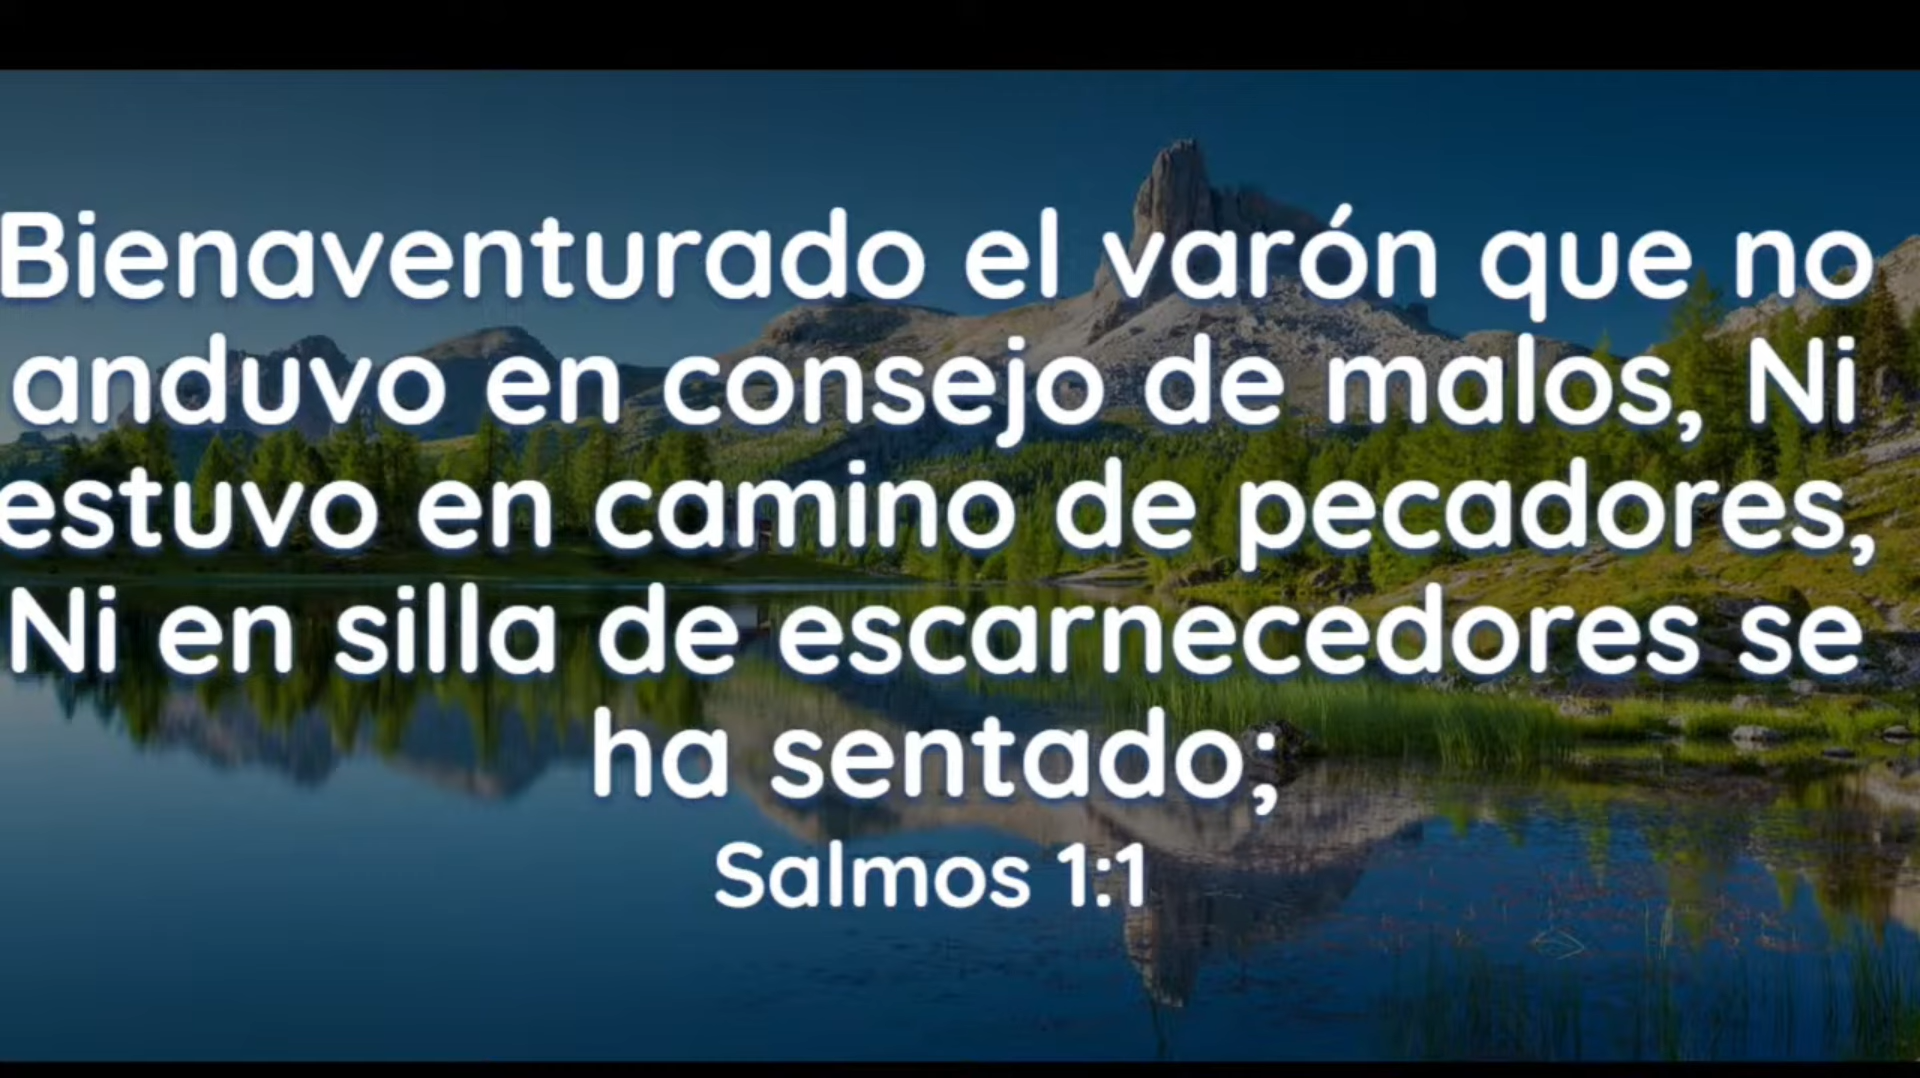 Bienaventurado el varón que no
anduvo en consejo de malos, Ni
estuvo en camino de pecadores,
Ni en silla de escarnecedores se
ha sentado;
Salmos 1:1